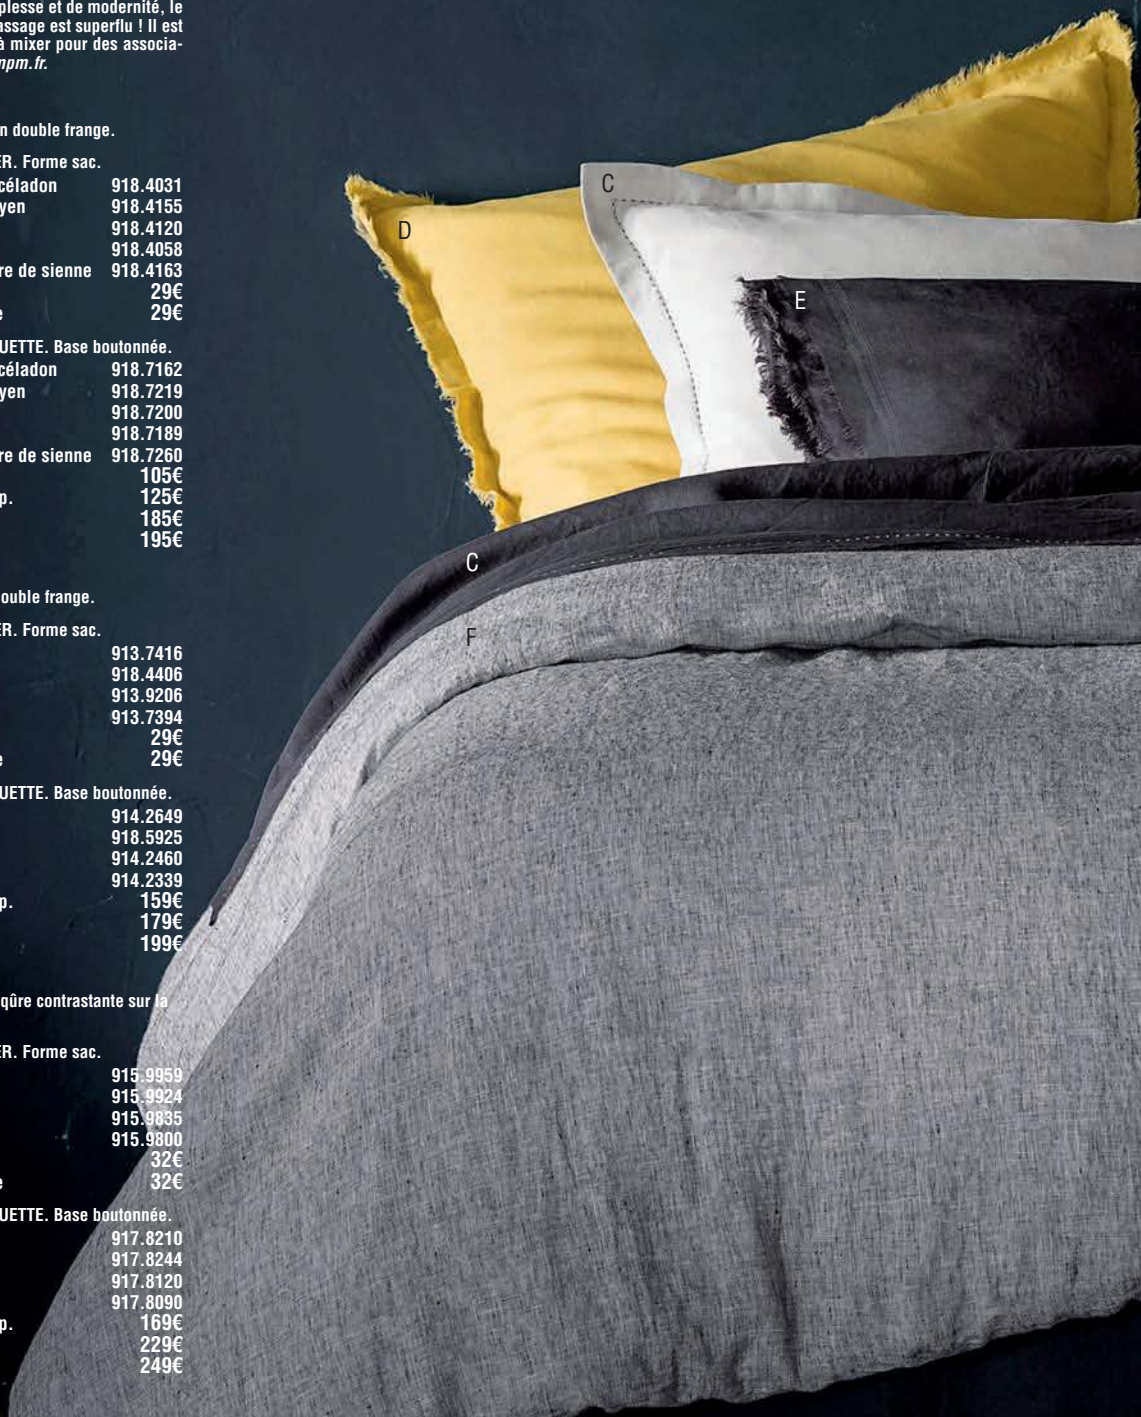 plesse et de modernité, le
assage est superflu ! Il est
à mixer pour des associa-
mpm.fr.
n double frange.
ER. Forme sac.
céladon 918.4031
yen 918.4155
918.4120
918.4058
re de sienne 918.4163
29€
e 29€
UETTE. Base boutonnée.
céladon 918.7162
yen 918.7219
918.7200
918.7189
re de sienne 918.7260
105€
p. 125€
185€
195€
ouble frange.
ER. Forme sac.
913.7416
918.4406
913.9206
913.7394
29€
e 29€
UETTE. Base boutonnée.
914.2649
918.5925
914.2460
914.2339
p. 159€
179€
199€
qûre contrastante sur la
ER. Forme sac.
915.9959
915.9924
915.9835
915.9800
32€
e 32€
UETTE. Base boutonnée.
917.8210
917.8244
917.8120
917.8090
p. 169€
229€
249€
C
D
E
C
F